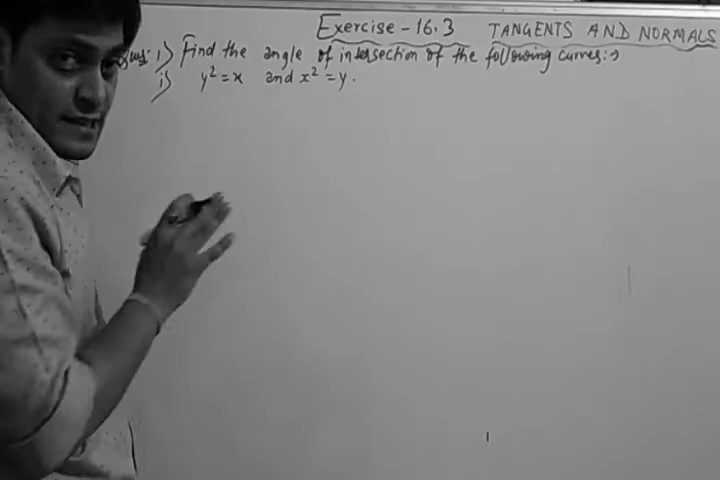 Exercise - 16.3 TANGENTS AND NORMALS
1) Find the angle of intersection of the following curves:→
i) y² = x and x² = y.